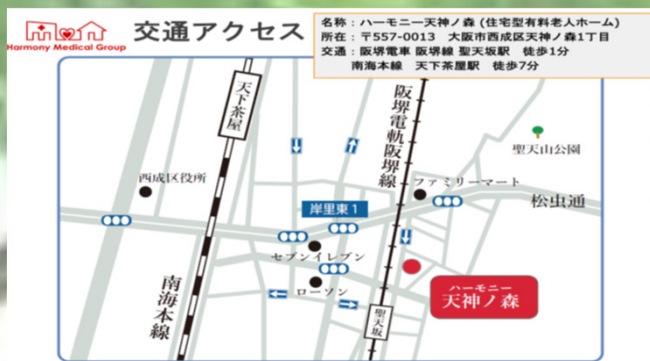 Harmony Medical Group
交通アクセス
名称：ハーモニー天神ノ森 (住宅型有料老人ホーム)
所在：〒557-0013　大阪市西成区天神ノ森1丁目
交通：阪堺電車 阪堺線 聖天坂駅　徒歩1分
南海本線　天下茶屋駅　徒歩7分
天下茶屋
阪堺電軌阪堺線
聖天山公園
西成区役所
ファミリーマート
松虫通
岸里東1
セブンイレブン
ローソン
南海本線
聖天坂
ハーモニー
天神ノ森